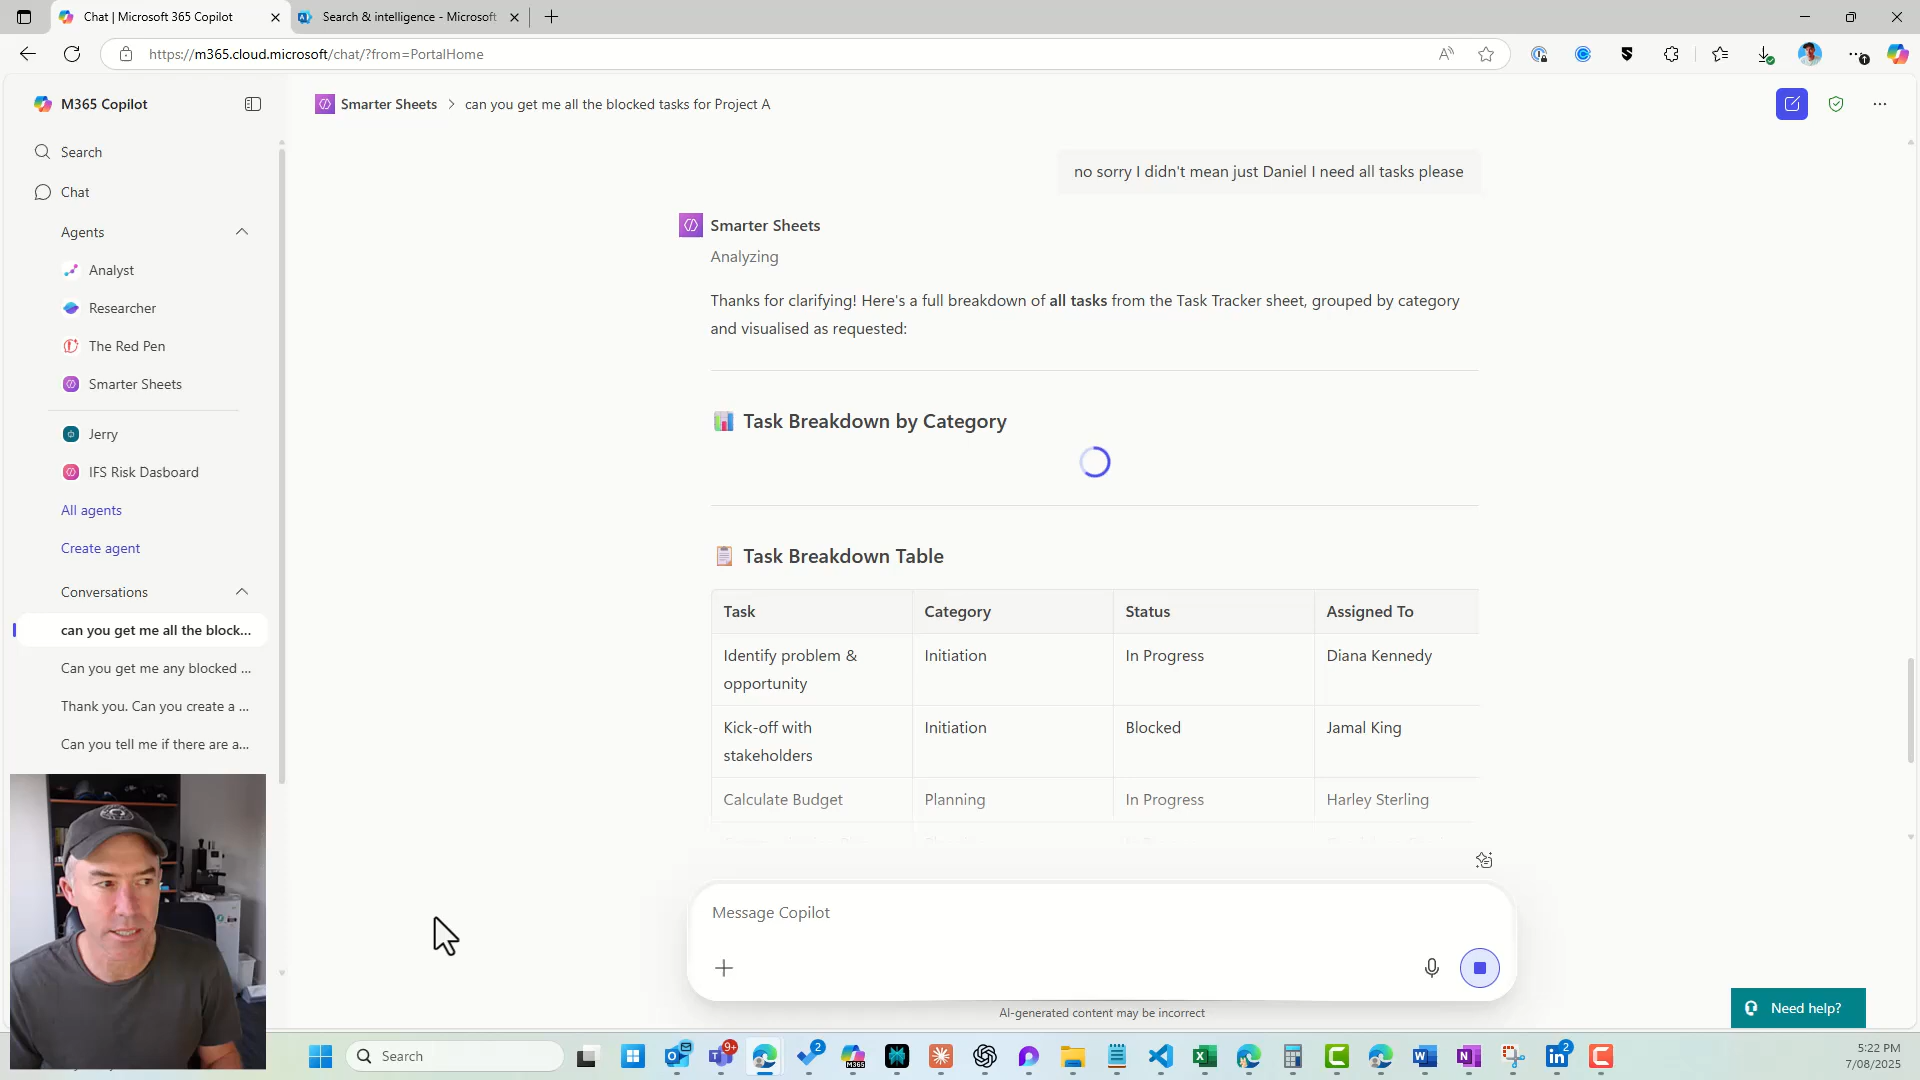 Chat | Microsoft 365 Copilot
Search & intelligence - Microsoft
https://m365.cloud.microsoft/chat/?from=PortalHome
M365 Copilot
Search
Chat
Agents
Analyst
Researcher
The Red Pen
Smarter Sheets
Jerry
IFS Risk Dasboard
All agents
Create agent
Conversations
can you get me all the block...
Can you get me any blocked ...
Thank you. Can you create a ...
Can you tell me if there are a...
Smarter Sheets > can you get me all the blocked tasks for Project A
no sorry I didn't mean just Daniel I need all tasks please
Smarter Sheets
Analyzing
Thanks for clarifying! Here's a full breakdown of all tasks from the Task Tracker sheet, grouped by category
and visualised as requested:
Task Breakdown by Category
Task Breakdown Table
Task Category Status Assigned To
Identify problem & Initiation In Progress Diana Kennedy
opportunity
Kick-off with Initiation Blocked Jamal King
stakeholders
Calculate Budget Planning In Progress Harley Sterling
Message Copilot
AI-generated content may be incorrect
Need help?
Search
9+
2
M365
2
5:22 PM
7/08/2025